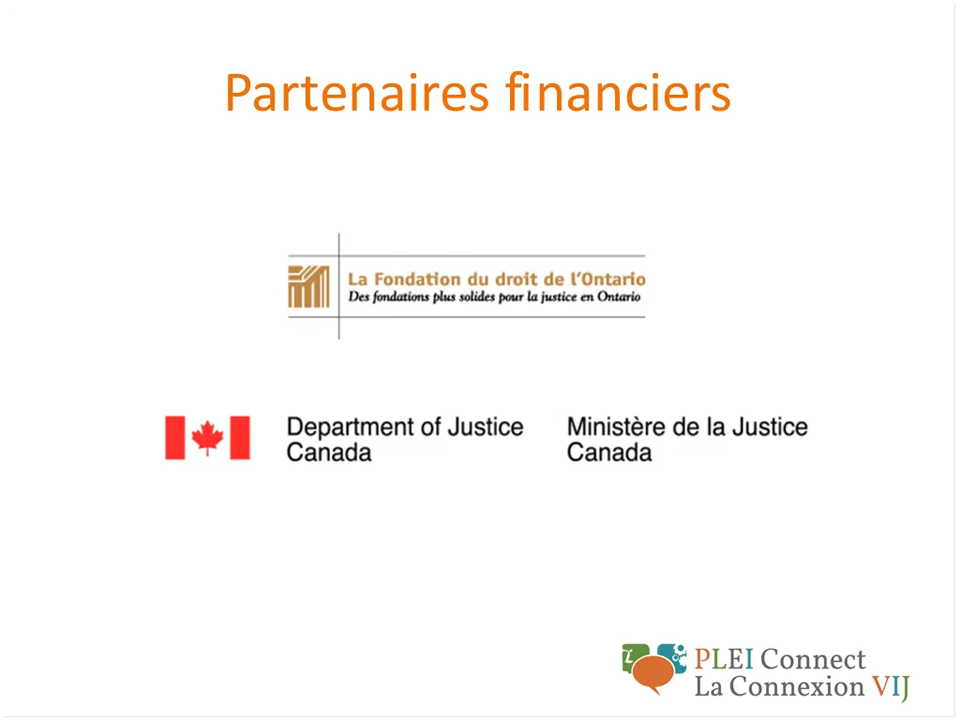 Partenaires financiers
La Fondation du droit de l'Ontario
Des fondations plus solides pour la justice en Ontario
Department of Justice
Canada
Ministère de la Justice
Canada
PLEI Connect
La Connexion VIJ